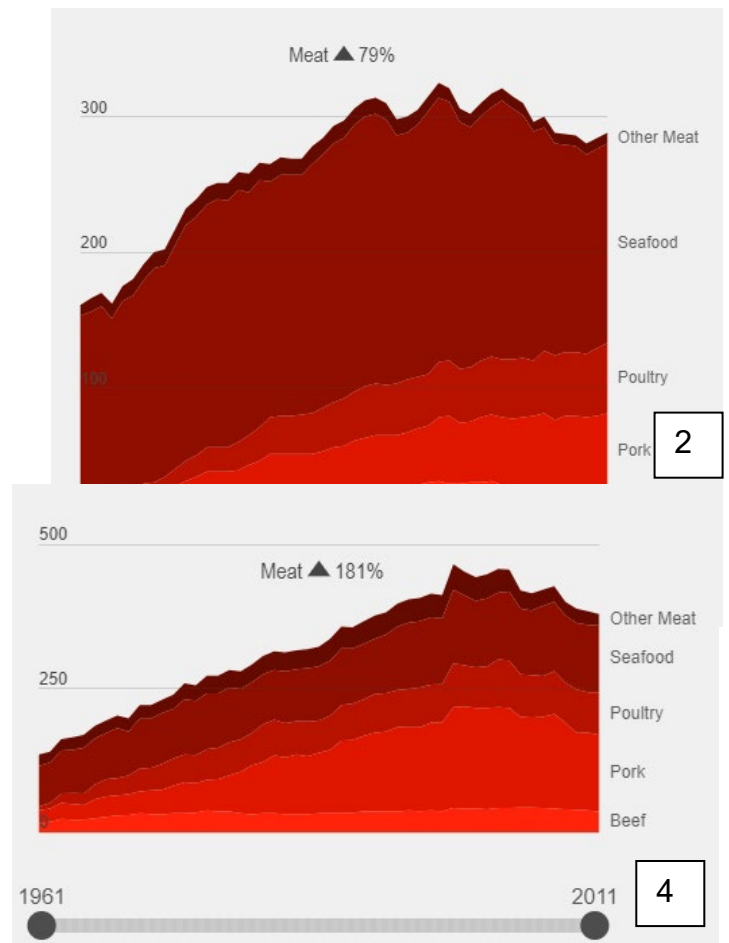 Meat ▲ 79%
300
Other Meat
200
Seafood
100
Poultry
Pork
2
500
Meat ▲ 181%
Other Meat
Seafood
250
Poultry
Pork
0
Beef
1961
2011
4